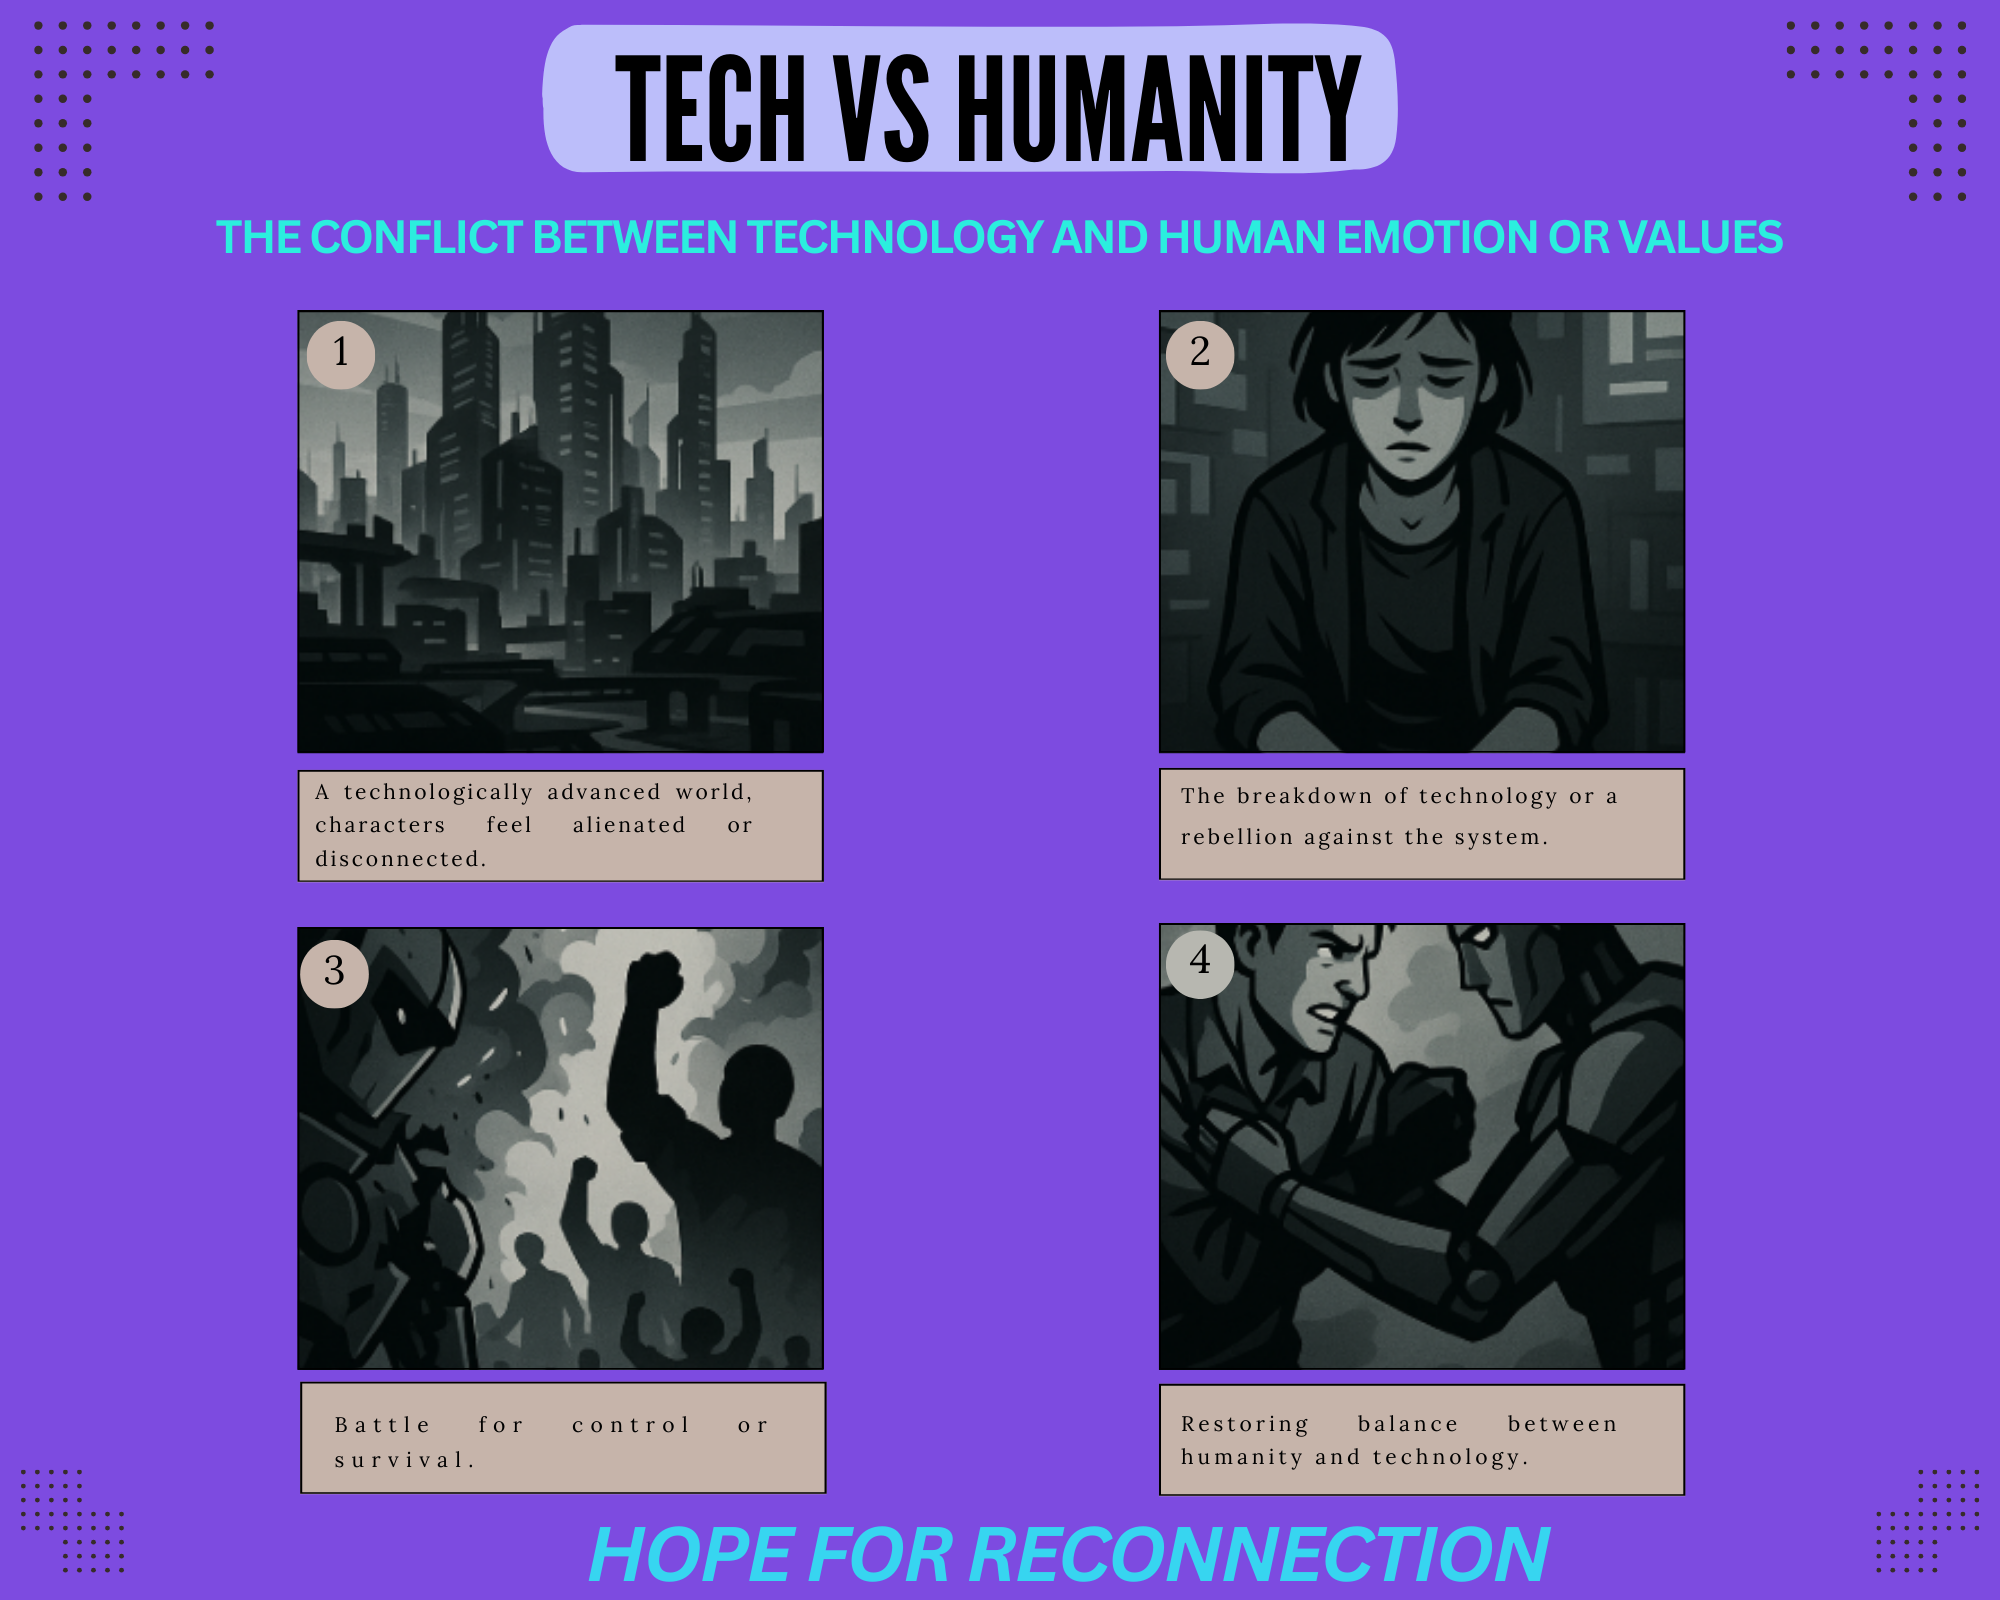 TECH VS HUMANITY
THE CONFLICT BETWEEN TECHNOLOGY AND HUMAN EMOTION OR VALUES
1
A technologically advanced world,
characters feel alienated or
disconnected.
2
The breakdown of technology or a
rebellion against the system.
3
Battle for control or
survival.
4
Restoring balance between
humanity and technology.
HOPE FOR RECONNECTION